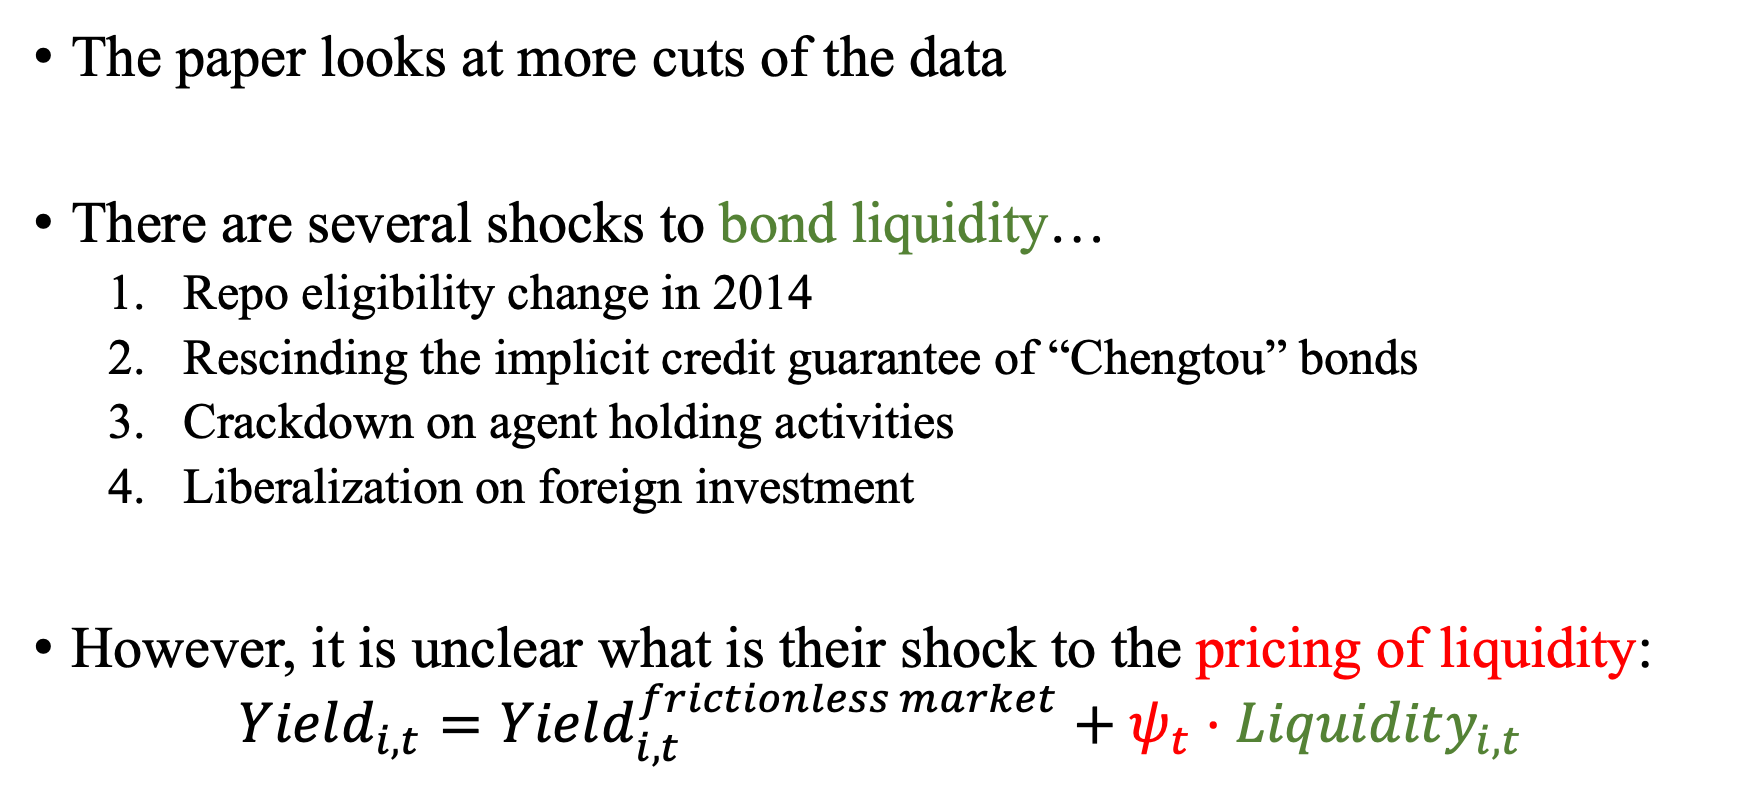 • The paper looks at more cuts of the data
• There are several shocks to bond liquidity…
1. Repo eligibility change in 2014
2. Rescinding the implicit credit guarantee of “Chengtou” bonds
3. Crackdown on agent holding activities
4. Liberalization on foreign investment
• However, it is unclear what is their shock to the pricing of liquidity:
Yield_{i,t} = Yield_{i,t}^{frictionless market} + ψ_t · Liquidity_{i,t}